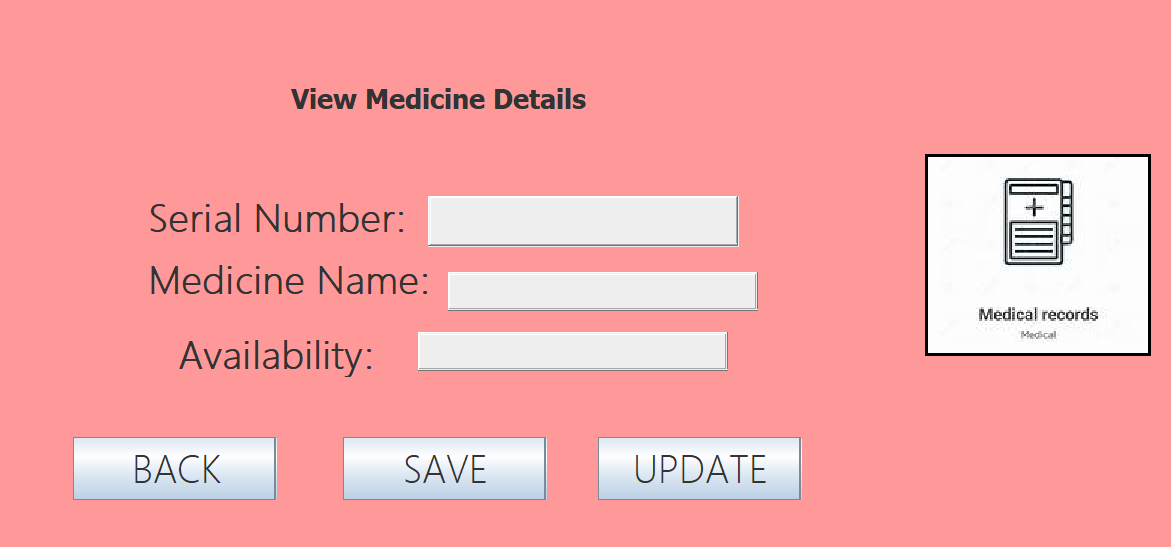 View Medicine Details
Serial Number:
Medicine Name:
Availability:
Medical records
Medical
BACK
SAVE
UPDATE